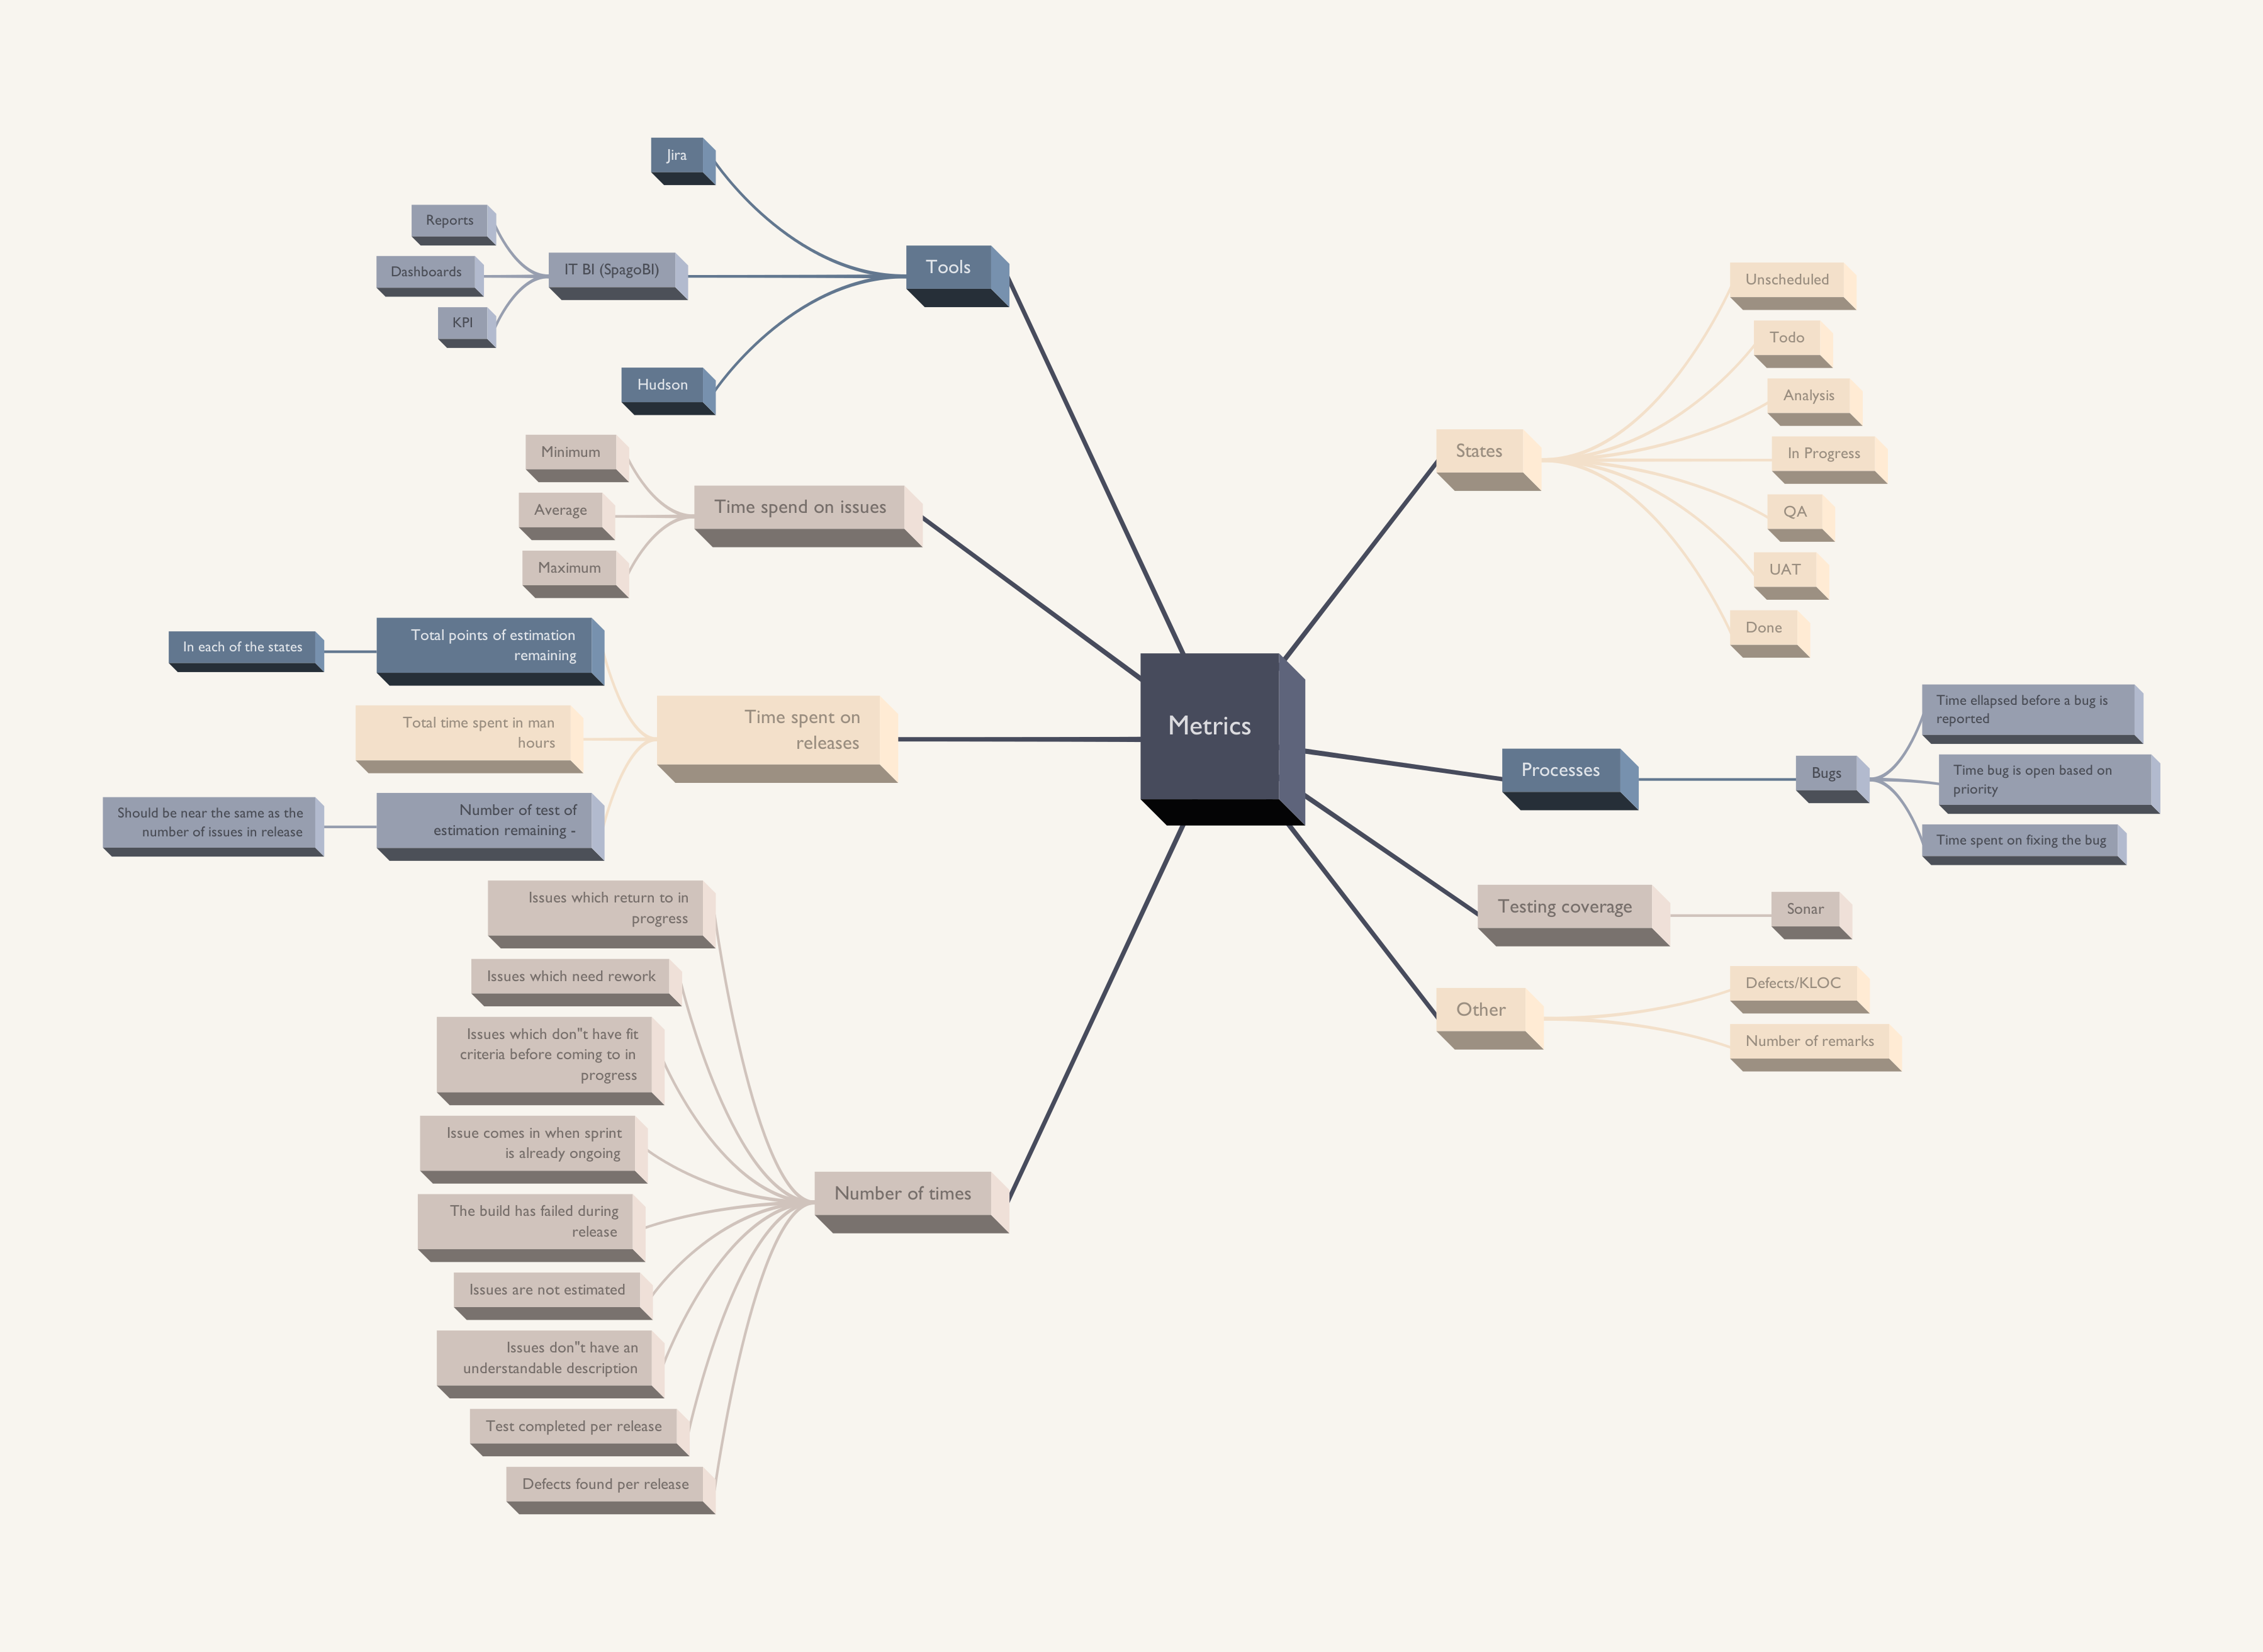 Metrics
Tools
Jira
IT BI (SpagoBI)
Reports
Dashboards
KPI
Hudson
Time spend on issues
Minimum
Average
Maximum
Time spent on
releases
Total points of estimation
remaining
In each of the states
Total time spent in man
hours
Number of test of
estimation remaining -
Should be near the same as the
number of issues in release
Number of times
Issues which return to in
progress
Issues which need rework
Issues which don"t have fit
criteria before coming to in
progress
Issue comes in when sprint
is already ongoing
The build has failed during
release
Issues are not estimated
Issues don"t have an
understandable description
Test completed per release
Defects found per release
States
Unscheduled
Todo
Analysis
In Progress
QA
UAT
Done
Processes
Bugs
Time ellapsed before a bug is
reported
Time bug is open based on
priority
Time spent on fixing the bug
Testing coverage
Sonar
Other
Defects/KLOC
Number of remarks